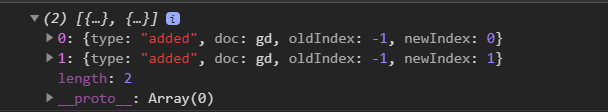 ▼ (2) [{…}, {…}] i
▶ 0: {type: "added", doc: gd, oldIndex: -1, newIndex: 0}
▶ 1: {type: "added", doc: gd, oldIndex: -1, newIndex: 1}
length: 2
▶ __proto__: Array(0)